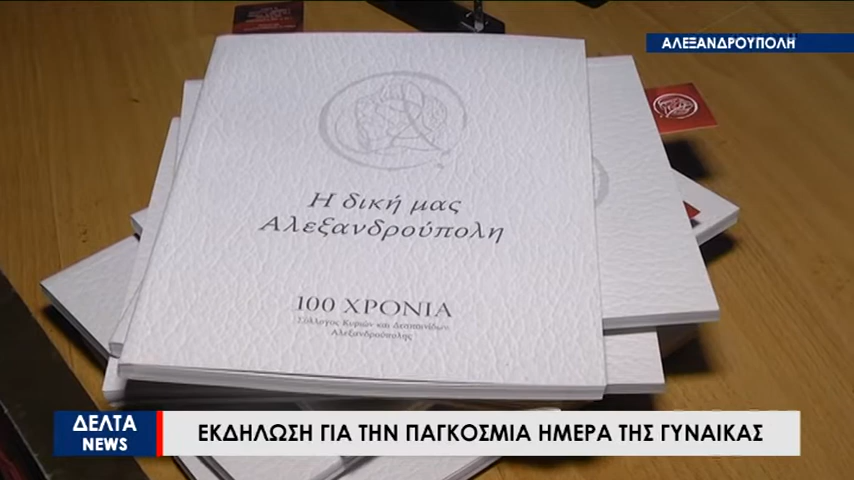 ΑΛΕΞΑΝΔΡΟΥΠΟΛΗ
Η δική μας
Αλεξανδρούπολη
100 ΧΡΟΝΙΑ
Σύλλογος Κυριών και Δεσποινίδων
Αλεξανδρούπολης
ΔΕΛΤΑ
NEWS
ΕΚΔΗΛΩΣΗ ΓΙΑ ΤΗΝ ΠΑΓΚΟΣΜΙΑ ΗΜΕΡΑ ΤΗΣ ΓΥΝΑΙΚΑΣ